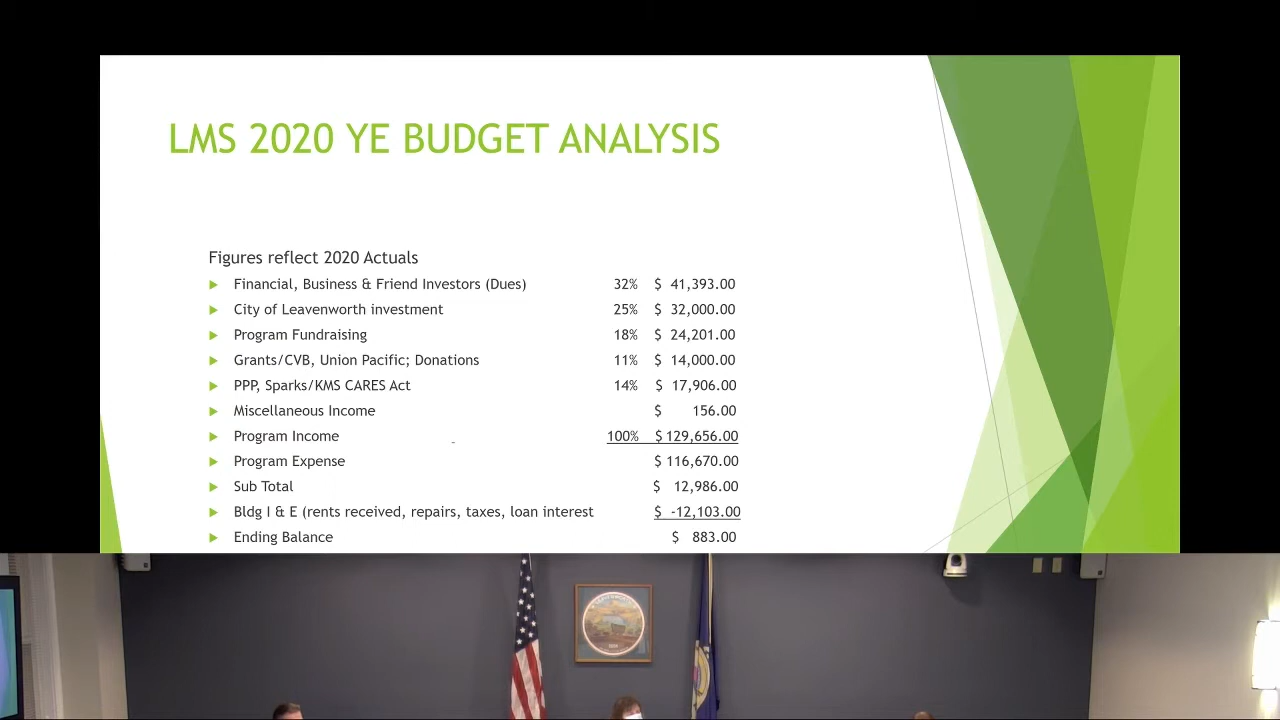 LMS 2020 YE BUDGET ANALYSIS
Figures reflect 2020 Actuals
Financial, Business & Friend Investors (Dues) 32% $ 41,393.00
City of Leavenworth investment 25% $ 32,000.00
Program Fundraising 18% $ 24,201.00
Grants/CVB, Union Pacific; Donations 11% $ 14,000.00
PPP, Sparks/KMS CARES Act 14% $ 17,906.00
Miscellaneous Income $ 156.00
Program Income 100% $ 129,656.00
Program Expense $ 116,670.00
Sub Total $ 12,986.00
Bldg I & E (rents received, repairs, taxes, loan interest $ -12,103.00
Ending Balance $ 883.00